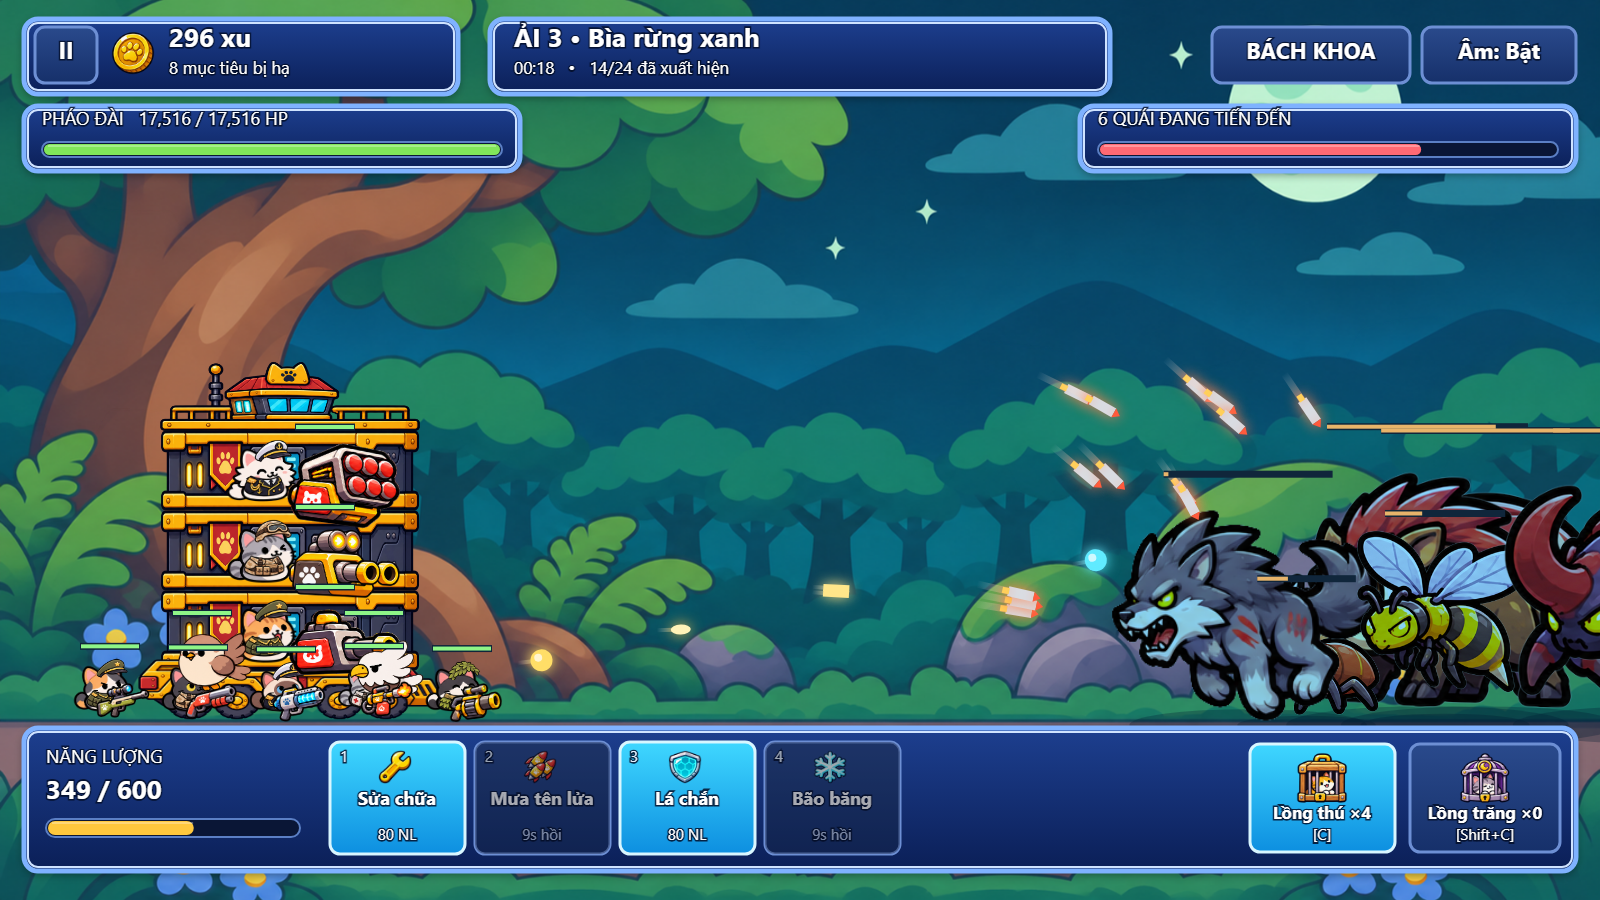 II
296 xu
8 mục tiêu bị hạ
ẢI 3 • Bìa rừng xanh
00:18 • 14/24 đã xuất hiện
BÁCH KHOA
Âm: Bật
PHÁO ĐÀI 17,516 / 17,516 HP
6 QUÁI ĐANG TIẾN ĐẾN
NĂNG LƯỢNG
349 / 600
1
Sửa chữa
80 NL
2
Mưa tên lửa
9s hồi
3
Lá chắn
80 NL
4
Bão băng
9s hồi
Lồng thú ×4
[C]
Lồng trăng ×0
[Shift+C]